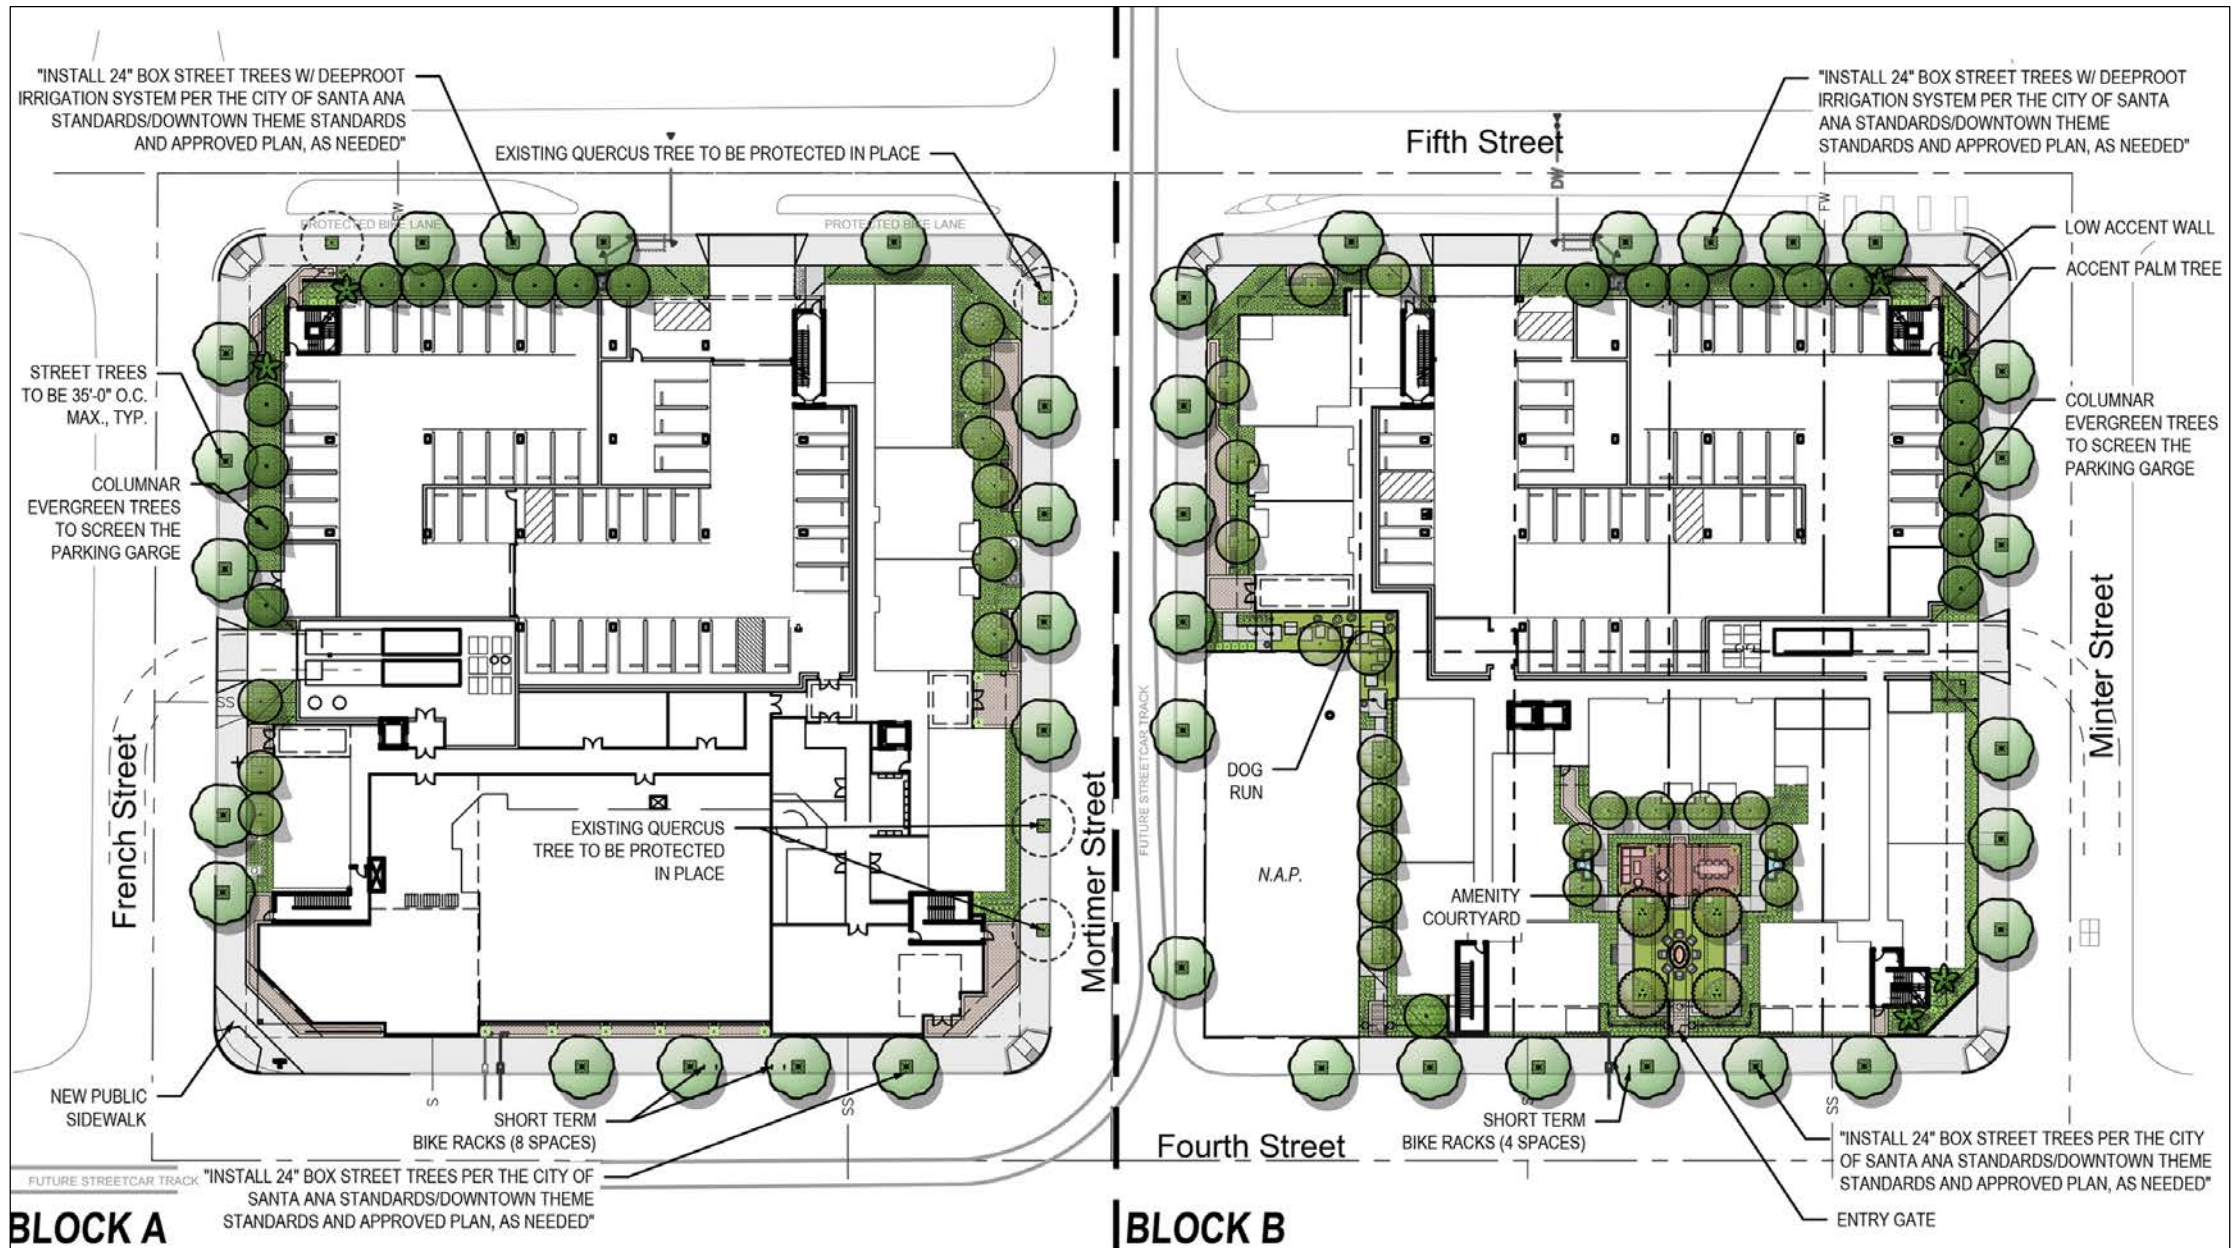 "INSTALL 24" BOX STREET TREES W/ DEEPROOT
IRRIGATION SYSTEM PER THE CITY OF SANTA ANA
STANDARDS/DOWNTOWN THEME STANDARDS
AND APPROVED PLAN, AS NEEDED"
EXISTING QUERCUS TREE TO BE PROTECTED IN PLACE
Fifth Street
"INSTALL 24" BOX STREET TREES W/ DEEPROOT
IRRIGATION SYSTEM PER THE CITY OF SANTA
ANA STANDARDS/DOWNTOWN THEME
STANDARDS AND APPROVED PLAN, AS NEEDED"
FW
DW
FW
PROTECTED BIKE LANE
PROTECTED BIKE LANE
LOW ACCENT WALL
ACCENT PALM TREE
STREET TREES
TO BE 35'-0" O.C.
MAX., TYP.
COLUMNAR
EVERGREEN TREES
TO SCREEN THE
PARKING GARGE
COLUMNAR
EVERGREEN TREES
TO SCREEN THE
PARKING GARGE
SS
French Street
Mortimer Street
FUTURE STREETCAR TRACK
Minter Street
DOG
RUN
EXISTING QUERCUS
TREE TO BE PROTECTED
IN PLACE
N.A.P.
AMENITY
COURTYARD
NEW PUBLIC
SIDEWALK
S
SS
SS
SHORT TERM
BIKE RACKS (8 SPACES)
SHORT TERM
BIKE RACKS (4 SPACES)
Fourth Street
"INSTALL 24" BOX STREET TREES PER THE CITY OF
SANTA ANA STANDARDS/DOWNTOWN THEME
STANDARDS AND APPROVED PLAN, AS NEEDED"
"INSTALL 24" BOX STREET TREES PER THE CITY
OF SANTA ANA STANDARDS/DOWNTOWN THEME
STANDARDS AND APPROVED PLAN, AS NEEDED"
ENTRY GATE
FUTURE STREETCAR TRACK
BLOCK A
BLOCK B